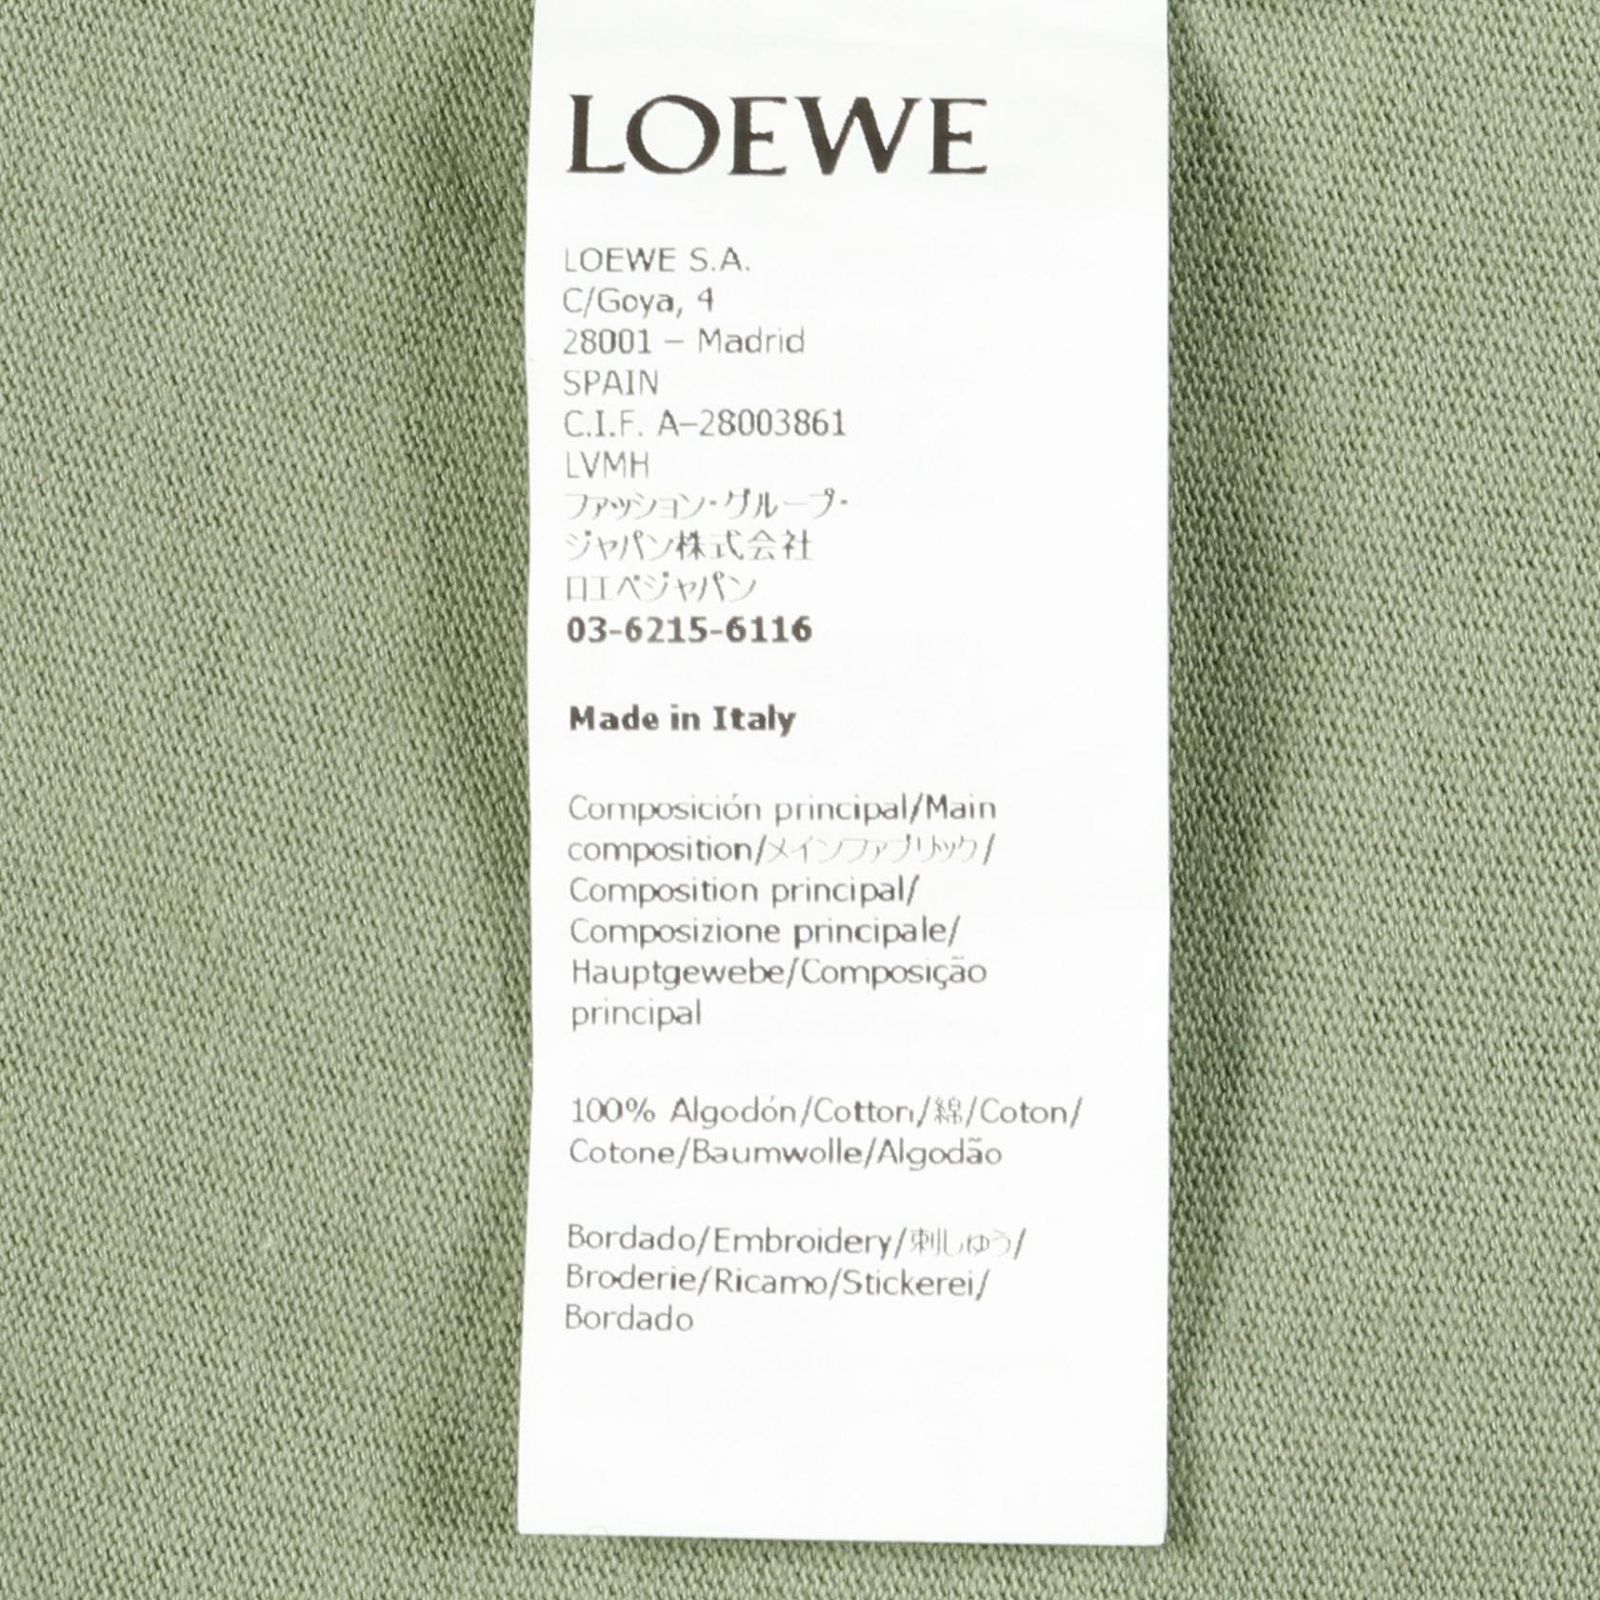 LOEWE
LOEWE S.A.
C/Goya, 4
28001 – Madrid
SPAIN
C.I.F. A–28003861
LVMH
ファッション・グループ・
ジャパン株式会社
ロエベジャパン
03-6215-6116
Made in Italy
Composición principal/Main
composition/メインファブリック/
Composition principal/
Composizione principale/
Hauptgewebe/Composição
principal
100% Algodón/Cotton/綿/Coton/
Cotone/Baumwolle/Algodão
Bordado/Embroidery/刺しゅう/
Broderie/Ricamo/Stickerei/
Bordado